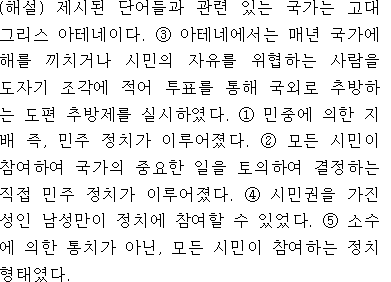 (해설) 제시된 단어들과 관련 있는 국가는 고대
그리스 아테네이다. ③ 아테네에서는 매년 국가에
해를 끼치거나 시민의 자유를 위협하는 사람을
도자기 조각에 적어 투표를 통해 국외로 추방하
는 도편 추방제를 실시하였다. ① 민중에 의한 지
배 즉, 민주 정치가 이루어졌다. ② 모든 시민이
참여하여 국가의 중요한 일을 토의하여 결정하는
직접 민주 정치가 이루어졌다. ④ 시민권을 가진
성인 남성만이 정치에 참여할 수 있었다. ⑤ 소수
에 의한 통치가 아닌, 모든 시민이 참여하는 정치
형태였다.